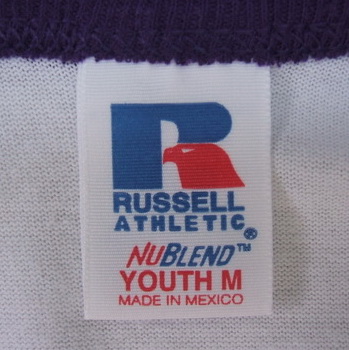 R
RUSSELL
ATHLETIC®
NUBLEND™
YOUTH M
MADE IN MEXICO